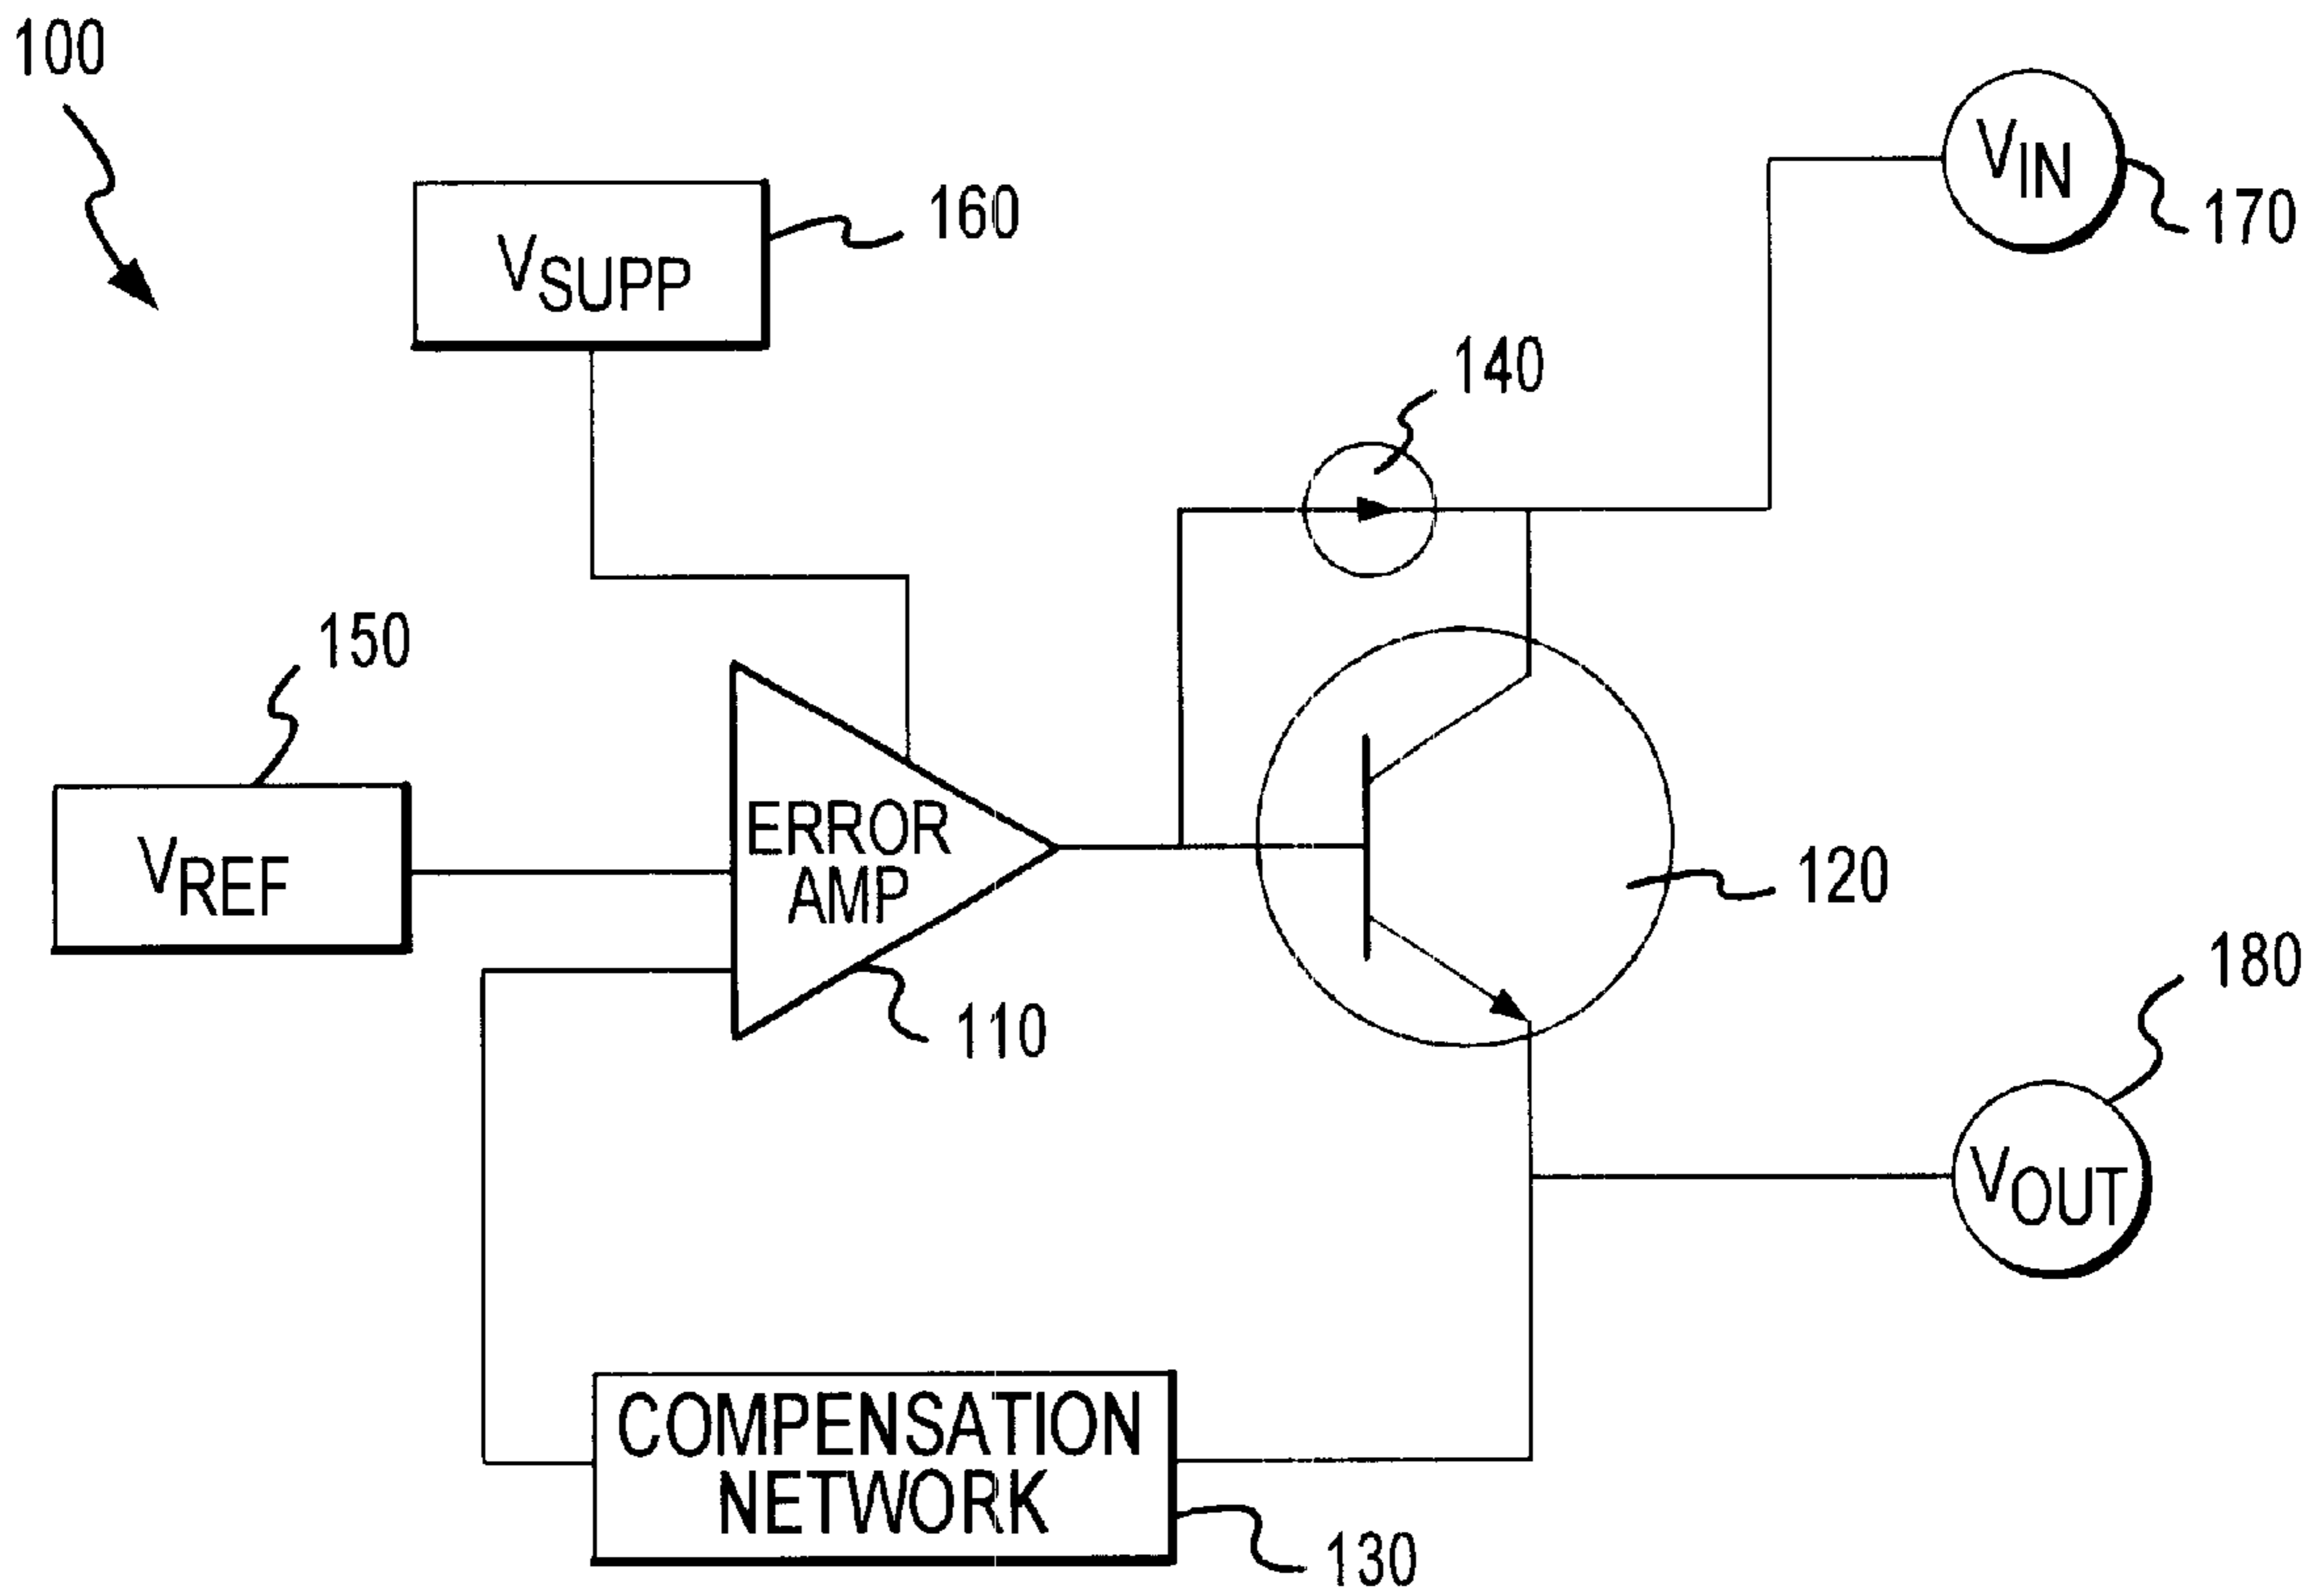 100
VIN
170
160
VSUPP
140
150
VREF
ERROR
AMP
110
120
180
VOUT
COMPENSATION
NETWORK
130